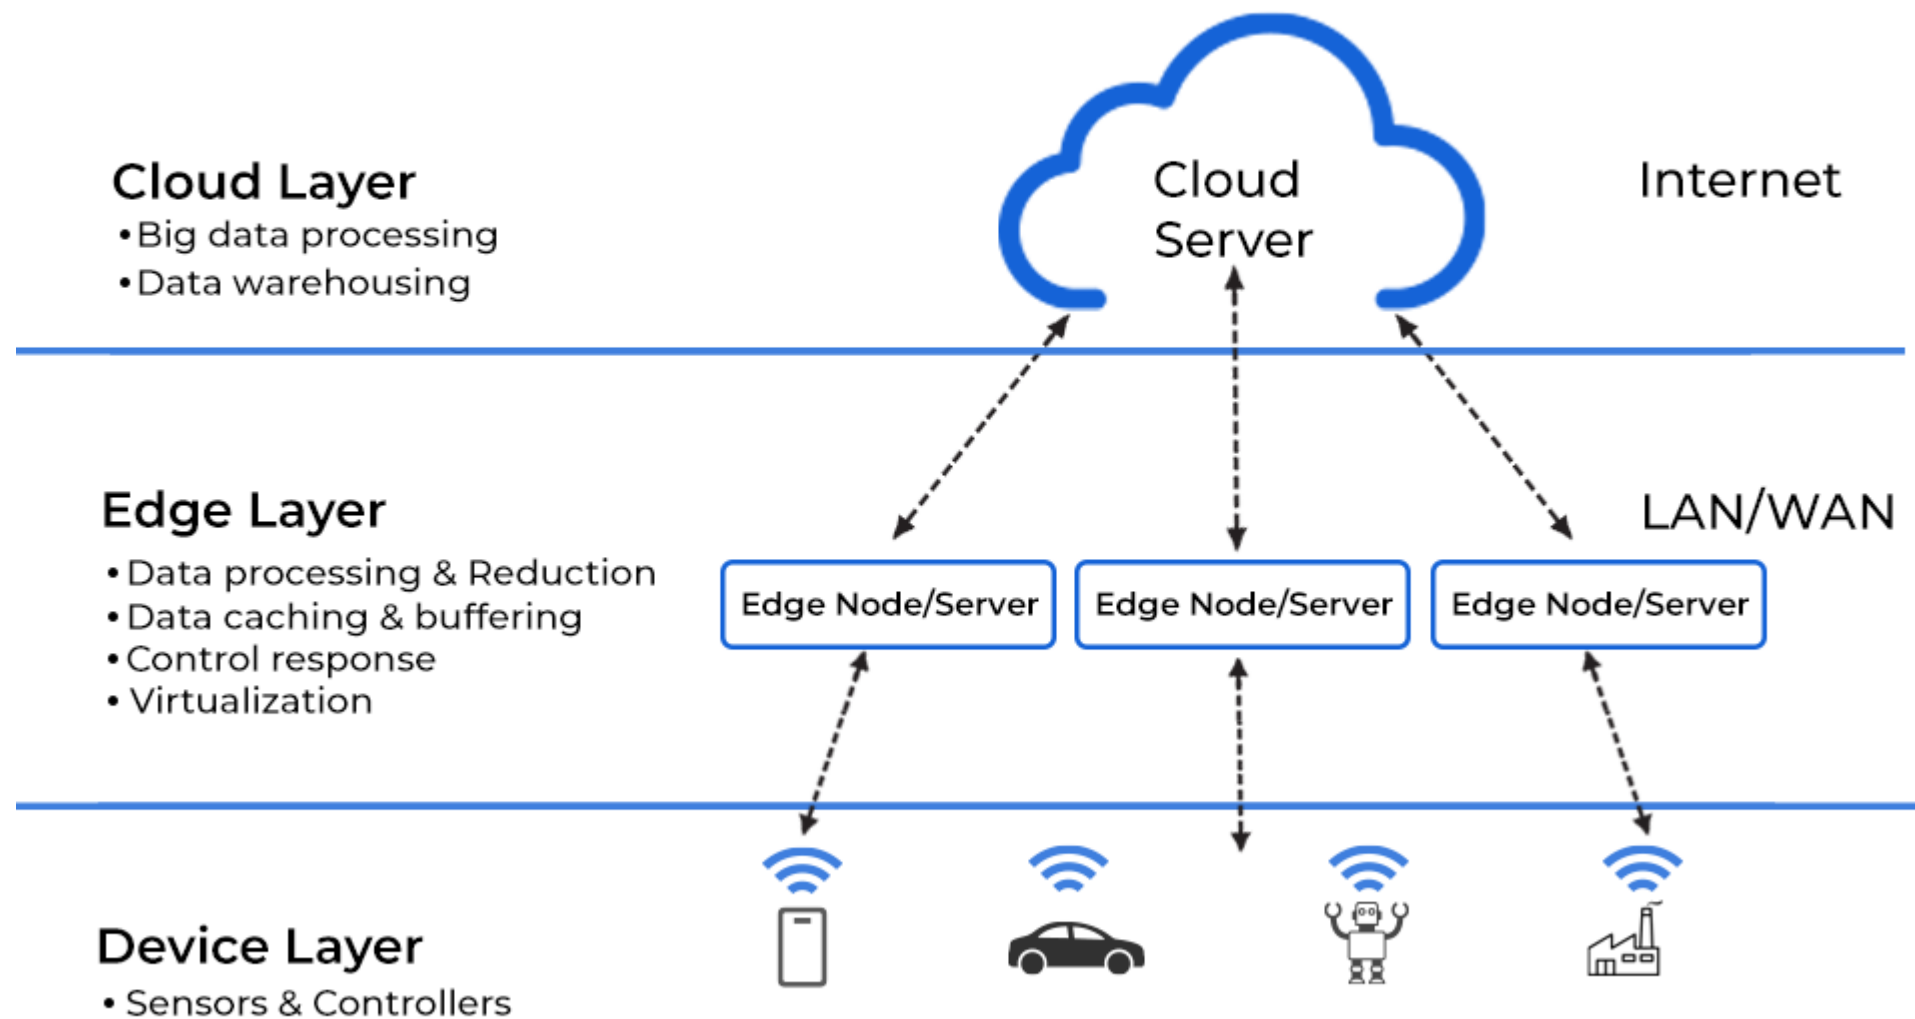 Cloud Layer
• Big data processing
• Data warehousing
Cloud
Server
Internet
Edge Layer
• Data processing & Reduction
• Data caching & buffering
• Control response
• Virtualization
LAN/WAN
Edge Node/Server
Edge Node/Server
Edge Node/Server
Device Layer
• Sensors & Controllers